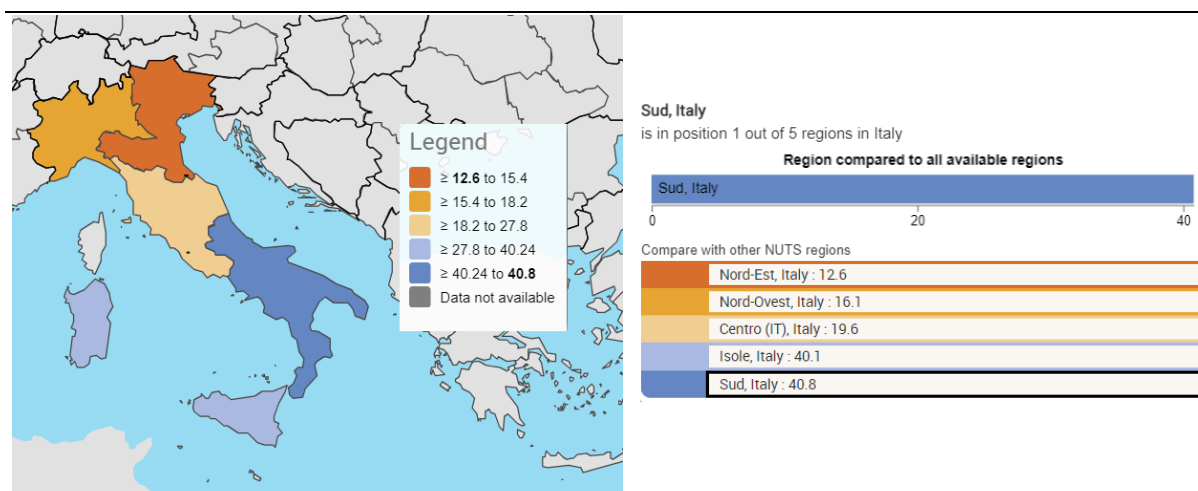 Legend
≥ 12.6 to 15.4
≥ 15.4 to 18.2
≥ 18.2 to 27.8
≥ 27.8 to 40.24
≥ 40.24 to 40.8
Data not available
Sud, Italy
is in position 1 out of 5 regions in Italy
Region compared to all available regions
Sud, Italy
0 20 40
Compare with other NUTS regions
Nord-Est, Italy : 12.6
Nord-Ovest, Italy : 16.1
Centro (IT), Italy : 19.6
Isole, Italy : 40.1
Sud, Italy : 40.8